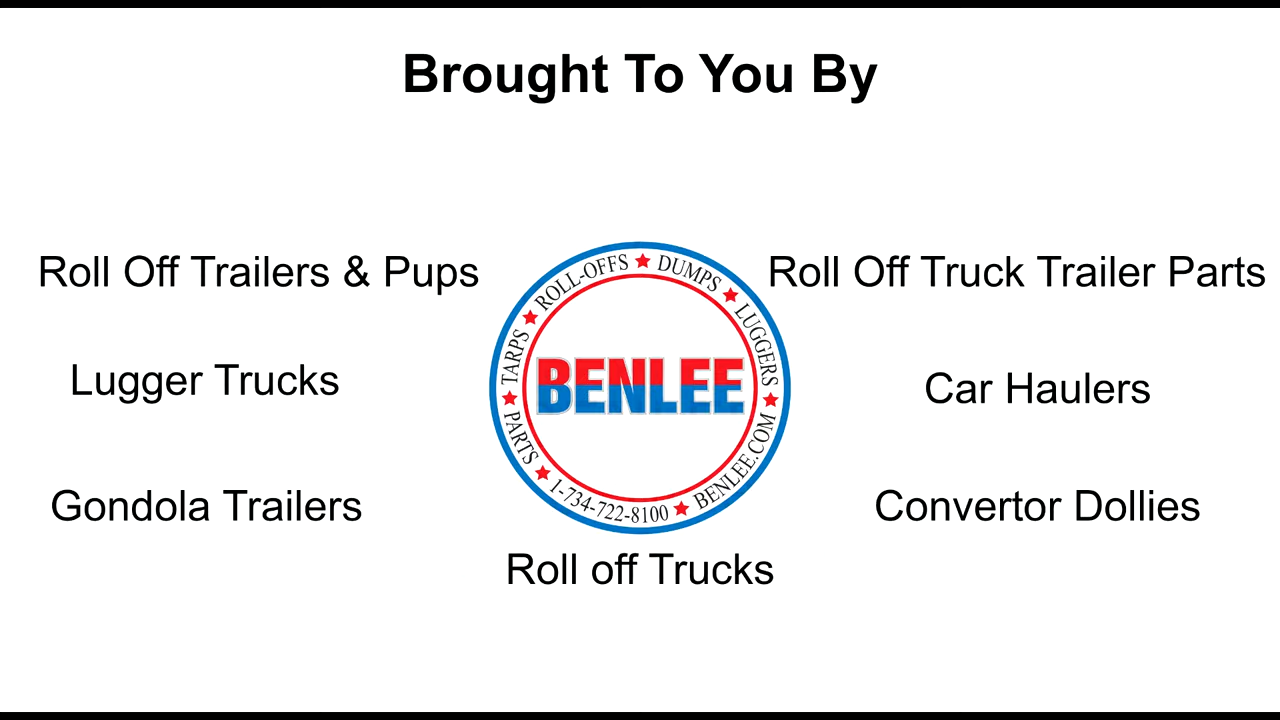 Brought To You By
Roll Off Trailers & Pups
Roll Off Truck Trailer Parts
TARPS ★ ROLL-OFFS ★ DUMPS ★ LUGGERS ★ BENLEE.COM ★ 1-734-722-8100 ★ PARTS ★
BENLEE
Lugger Trucks
Car Haulers
Gondola Trailers
Convertor Dollies
Roll off Trucks